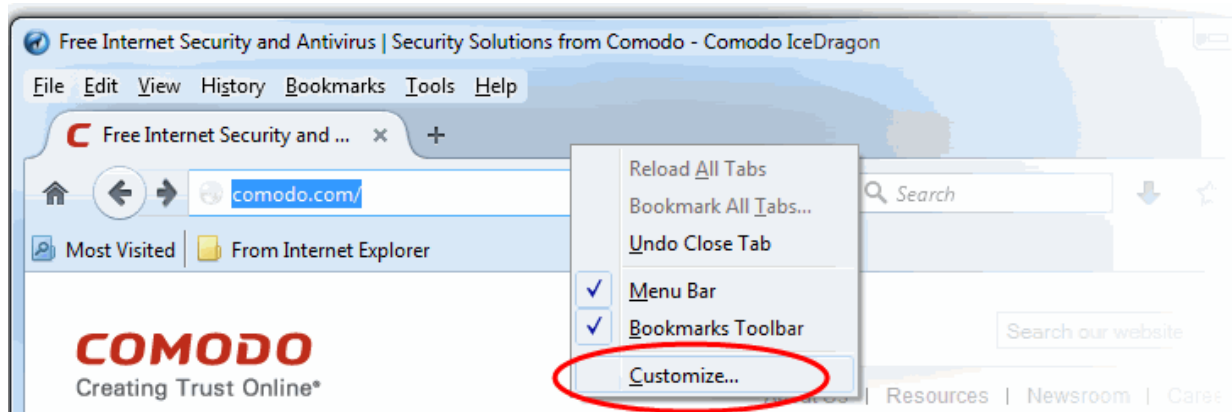 Free Internet Security and Antivirus | Security Solutions from Comodo - Comodo IceDragon
File Edit View History Bookmarks Tools Help
Free Internet Security and ...
Reload All Tabs
comodo.com/
Search
Bookmark All Tabs...
Most Visited
From Internet Explorer
Undo Close Tab
Menu Bar
Bookmarks Toolbar
Search our website
COMODO
Customize...
Creating Trust Online®
| Resources | Newsroom |